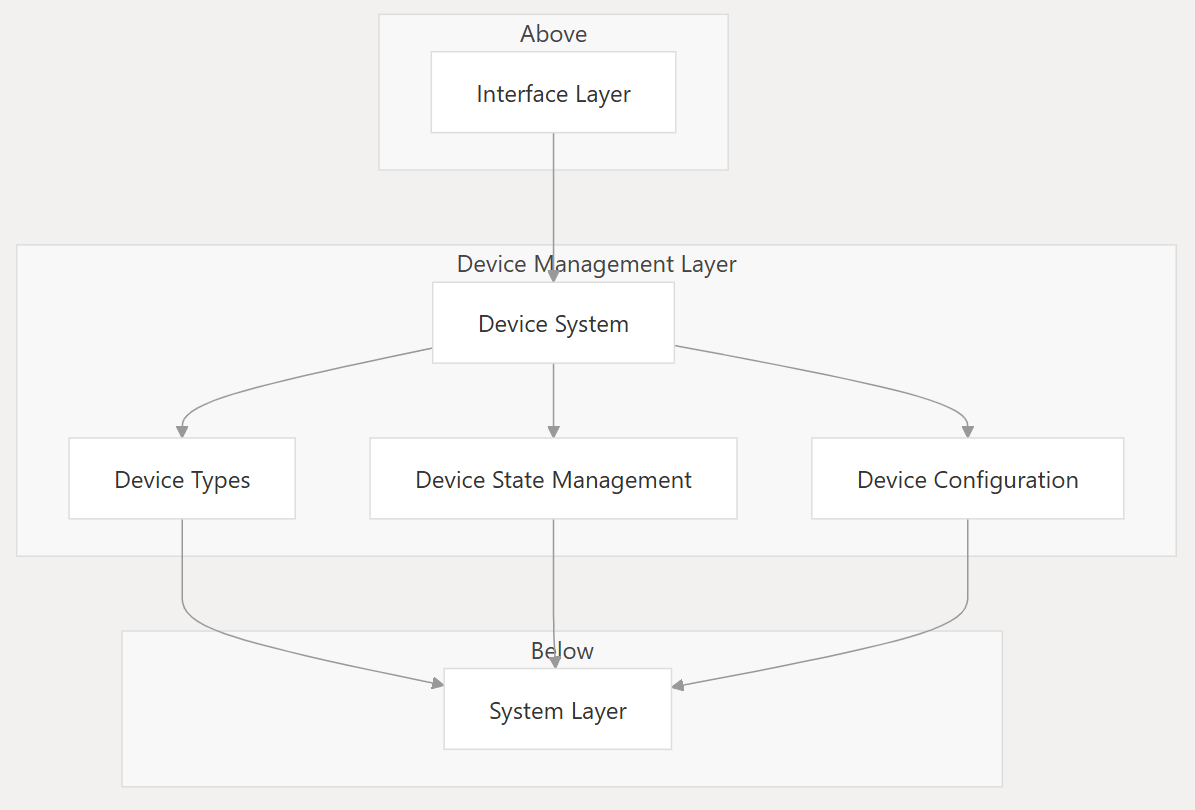 Above
Interface Layer
Device Management Layer
Device System
Device Types
Device State Management
Device Configuration
Below
System Layer